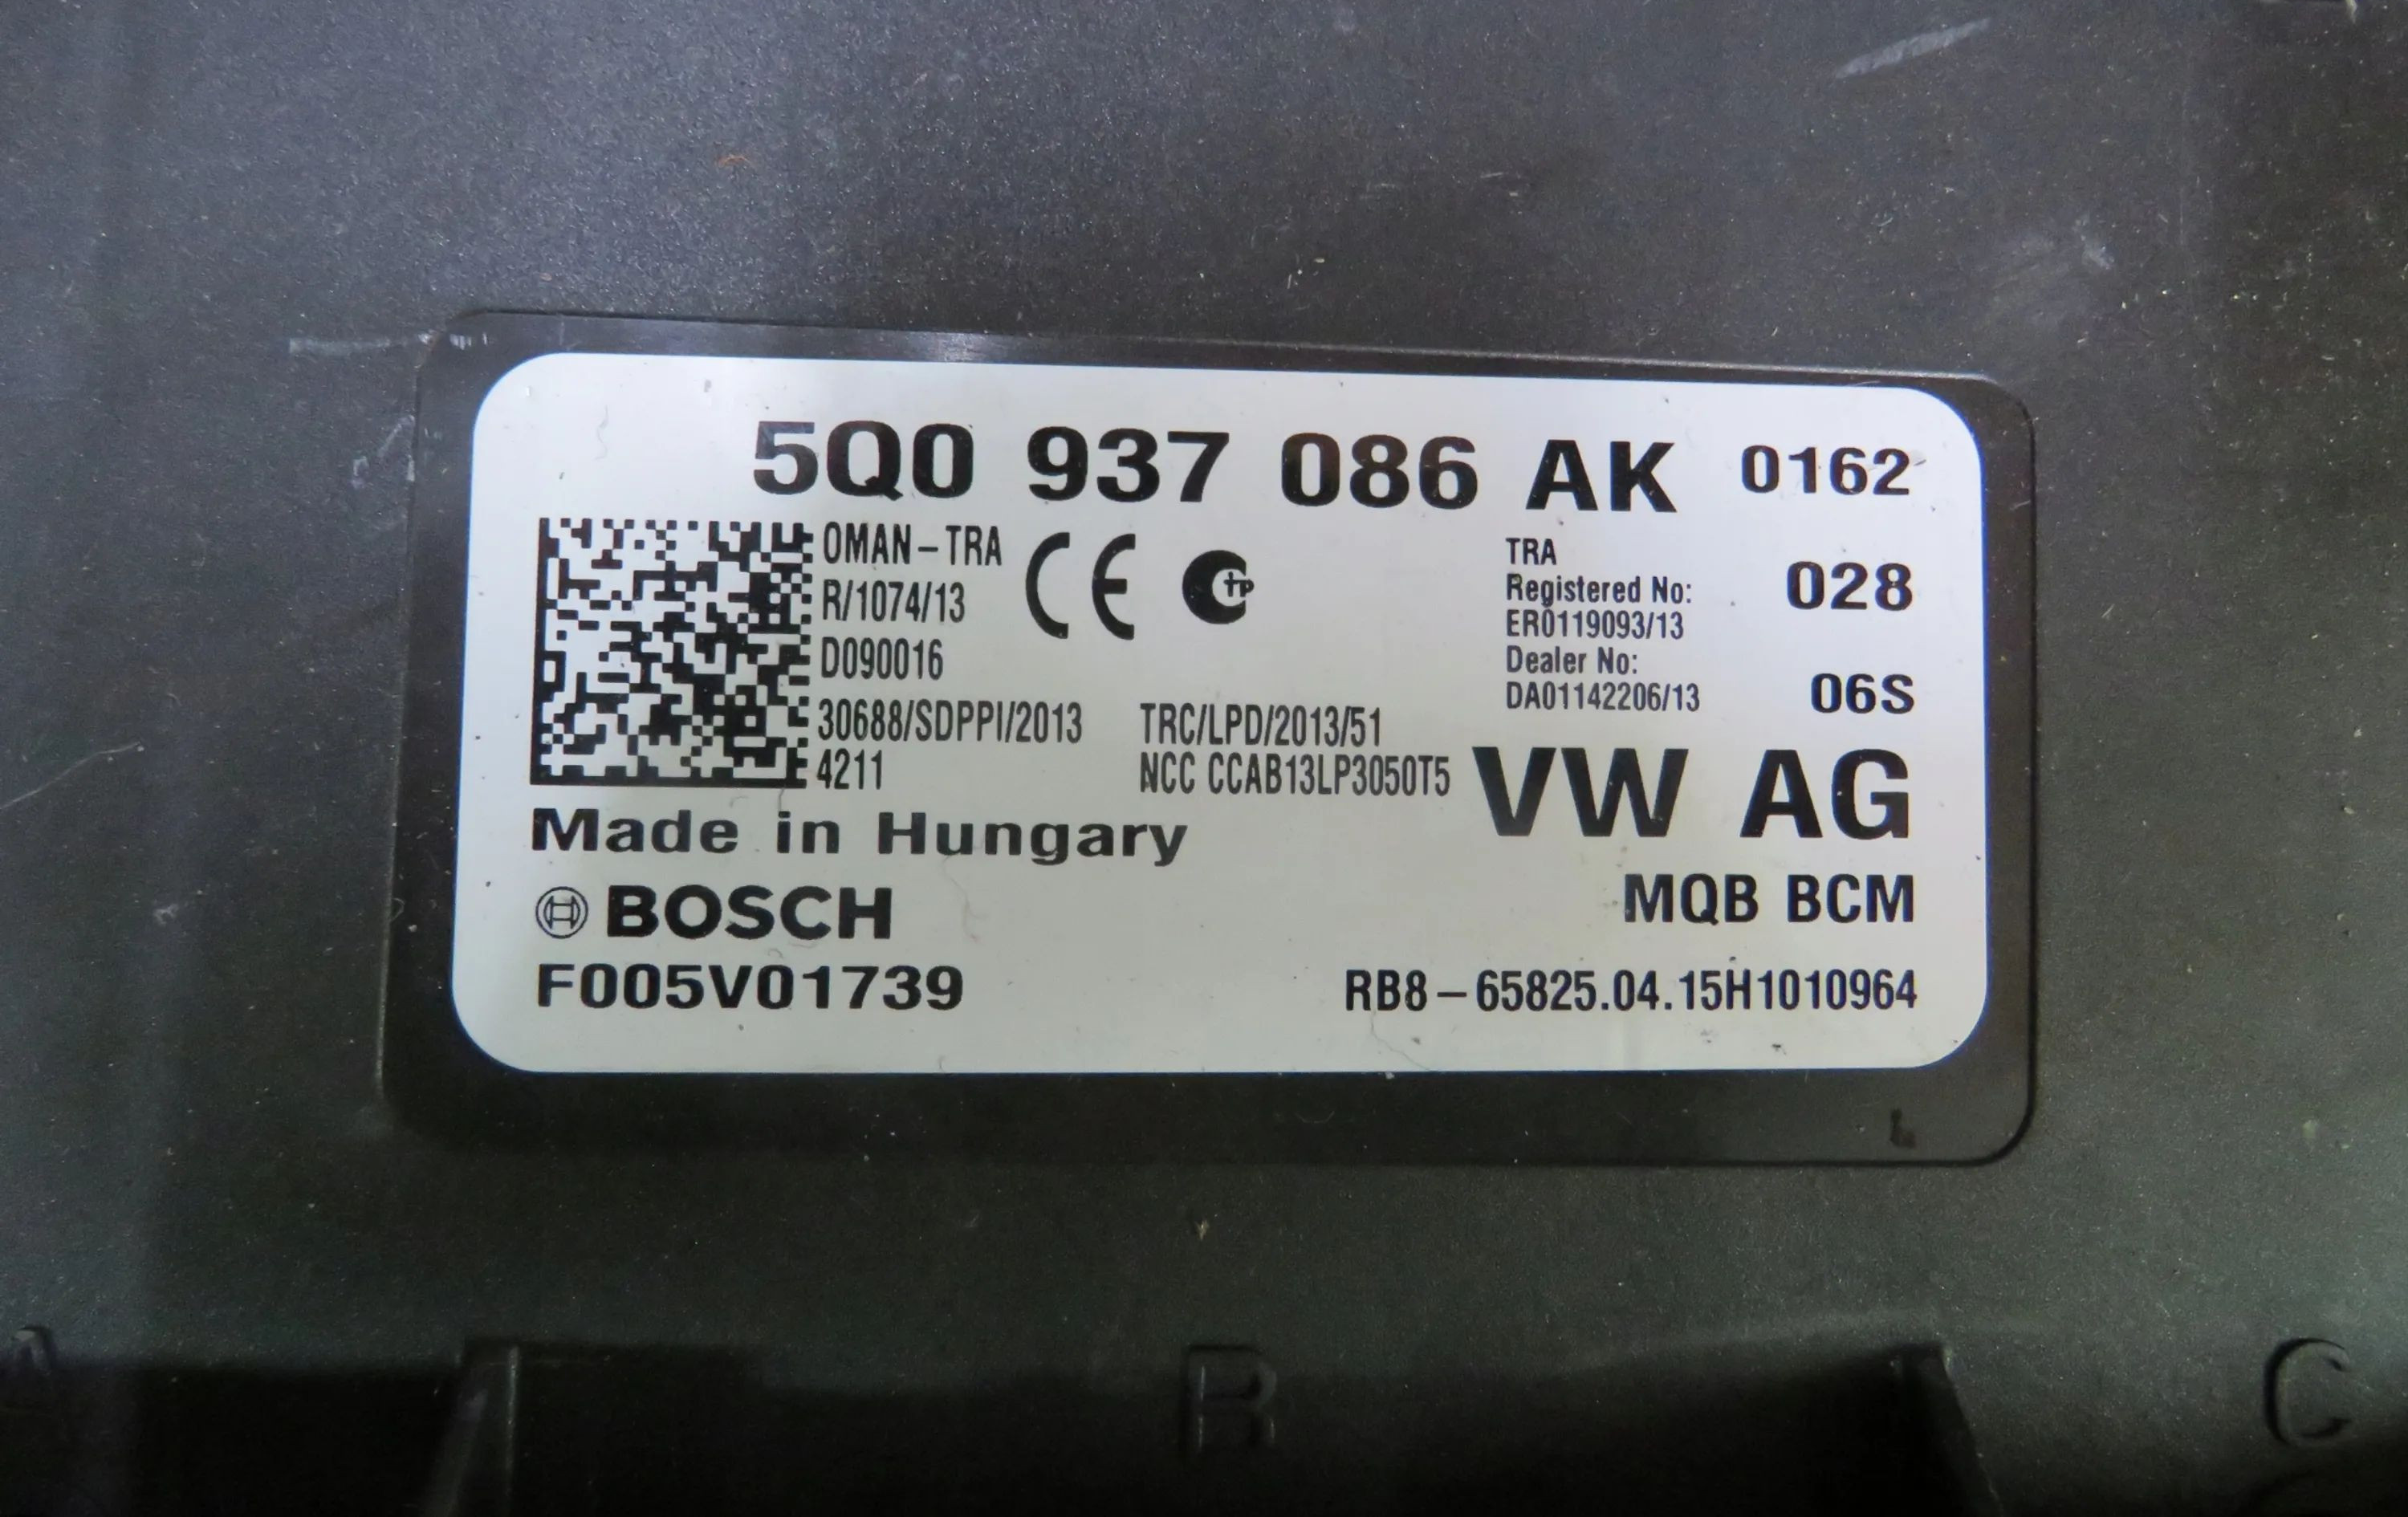 5Q0 937 086 AK 0162
OMAN-TRA
R/1074/13
D090016
30688/SDPPI/2013
4211
CE
TRC/LPD/2013/51
NCC CCAB13LP3050T5
TRA
Registered No:
ER0119093/13
Dealer No:
DA01142206/13
028
06S
VW AG
MQB BCM
Made in Hungary
BOSCH
F005V01739
RB8-65825.04.15H1010964
A
B
C